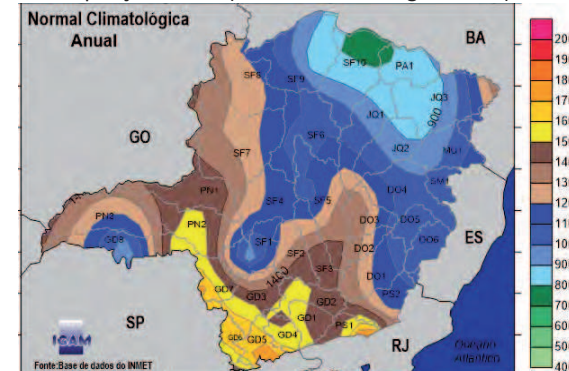 Normal Climatológica
Anual
BA
GO
ES
SP
RJ
SF8
SF9
SF10
PA1
JQ3
900
JQ1
SF6
JQ2
MU1
SF7
SM1
PN1
DO4
SF4
SF5
PN3
PN2
DO3
DO5
GD8
SF1
SF2
DO2
DO6
SF3
1400
DO1
GD7
GD3
PS2
GD2
GD1
PS1
GD6
GD5
GD4
IGAM
Oceano
Atlântico
Fonte:Base de dados do INMET